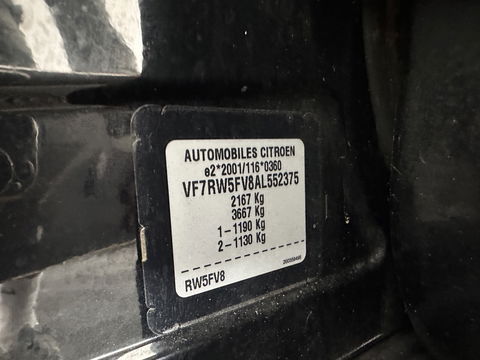 AUTOMOBILES CITROEN
e2*2001/116*0360
VF7RW5FV8AL552375
2167 Kg
3667 Kg
1-1190 Kg
2-1130 Kg
RW5FV8